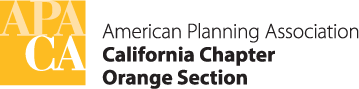 APA
CA
American Planning Association
California Chapter
Orange Section